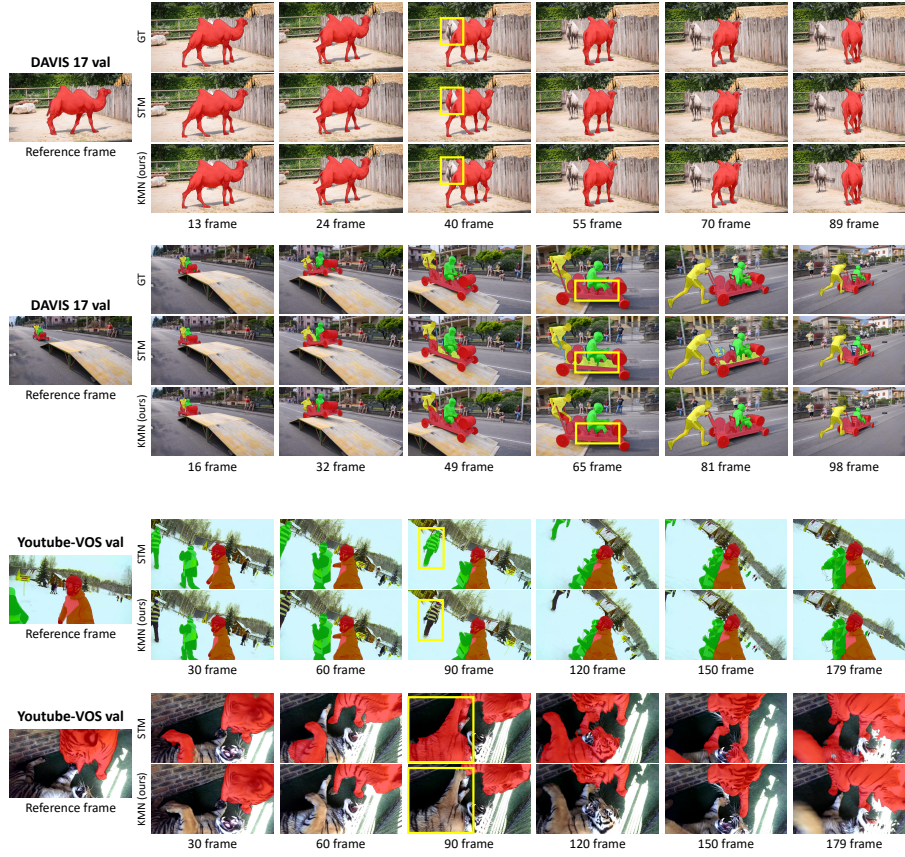 GT
DAVIS 17 val
STM
Reference frame
KMN (ours)
13 frame 24 frame 40 frame 55 frame 70 frame 89 frame
GT
DAVIS 17 val
STM
Reference frame
KMN (ours)
16 frame 32 frame 49 frame 65 frame 81 frame 98 frame
Youtube-VOS val
STM
Reference frame
KMN (ours)
30 frame 60 frame 90 frame 120 frame 150 frame 179 frame
Youtube-VOS val
STM
Reference frame
KMN (ours)
30 frame 60 frame 90 frame 120 frame 150 frame 179 frame